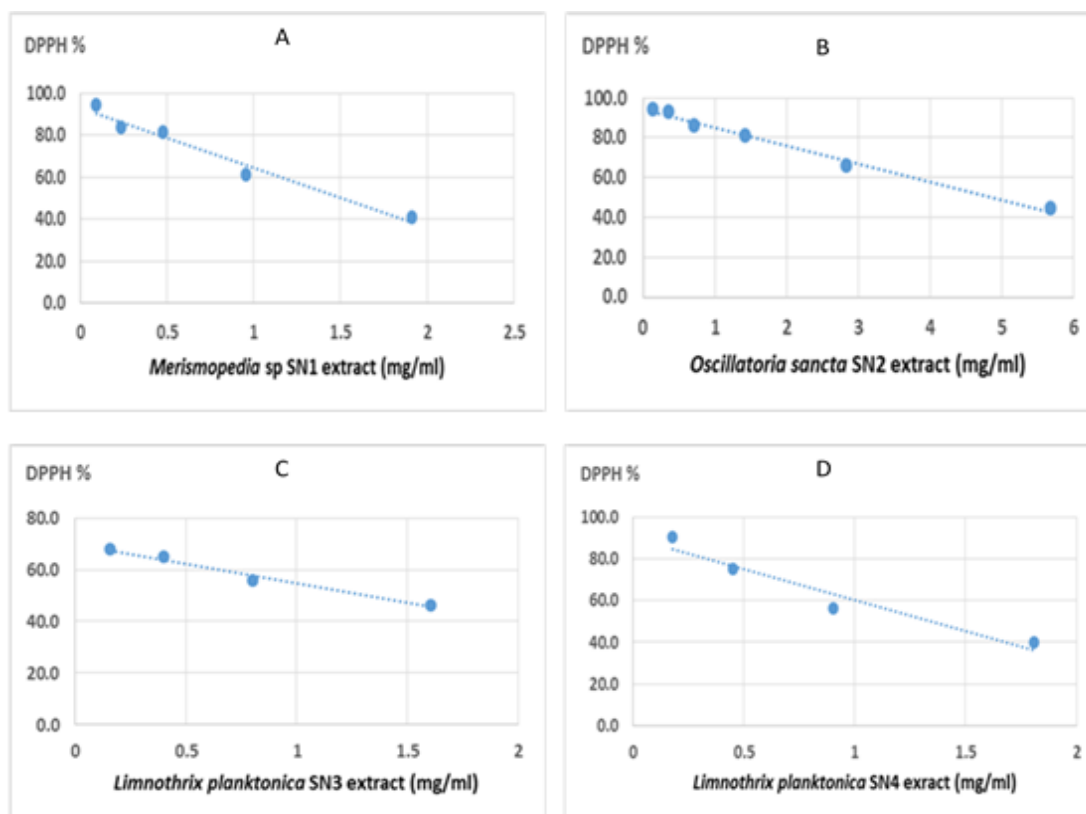 A
DPPH %
100.0
80.0
60.0
40.0
20.0
0.0
0 0.5 1 1.5 2 2.5
Merismopedia sp SN1 extract (mg/ml)
B
DPPH %
100.0
80.0
60.0
40.0
20.0
0.0
0 1 2 3 4 5 6
Oscillatoria sancta SN2 extract (mg/ml)
C
DPPH %
80.0
60.0
40.0
20.0
0.0
0 0.5 1 1.5 2
Limnothrix planktonica SN3 extract (mg/ml)
D
DPPH %
100.0
80.0
60.0
40.0
20.0
0.0
0 0.5 1 1.5 2
Limnothrix planktonica SN4 exract (mg/ml)